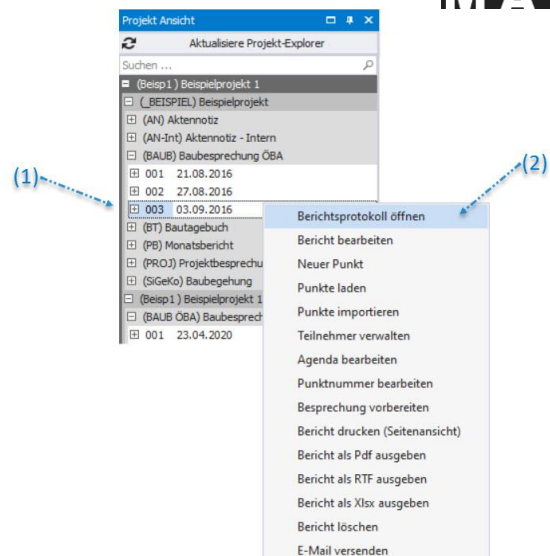 Projekt Ansicht
Aktualisiere Projekt-Explorer
Suchen ...
(Beisp1) Beispielprojekt 1
(_BEISPIEL) Beispielprojekt
(AN) Aktennotiz
(AN-Int) Aktennotiz - Intern
(BAUB) Baubesprechung ÖBA
001 21.08.2016
002 27.08.2016
003 03.09.2016
(BT) Bautagebuch
(PB) Monatsbericht
(PROJ) Projektbesprechu
(SiGeKo) Baubegehung
(Beisp1) Beispielprojekt 1
(BAUB ÖBA) Baubesprech
001 23.04.2020
(1)
(2)
Berichtsprotokoll öffnen
Bericht bearbeiten
Neuer Punkt
Punkte laden
Punkte importieren
Teilnehmer verwalten
Agenda bearbeiten
Punktnummer bearbeiten
Besprechung vorbereiten
Bericht drucken (Seitenansicht)
Bericht als Pdf ausgeben
Bericht als RTF ausgeben
Bericht als Xlsx ausgeben
Bericht löschen
E-Mail versenden